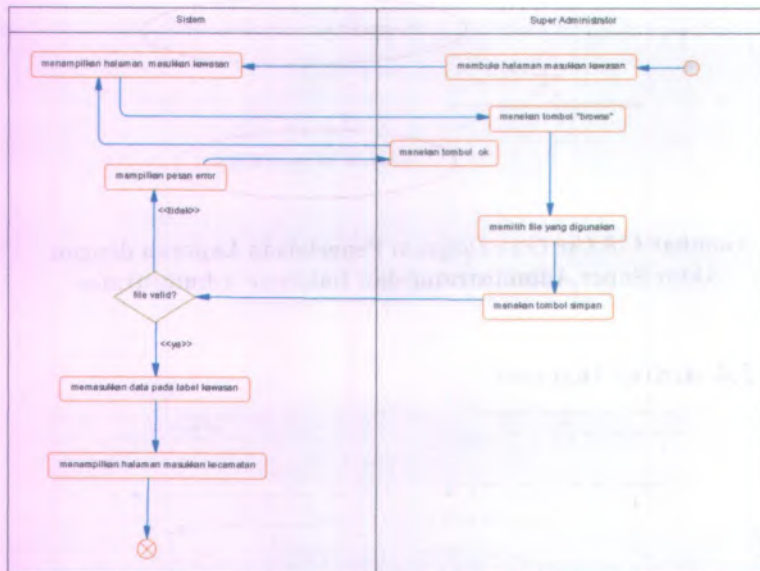 Sistem
Super Administrator
menampilkan halaman masukkan kawasan
membuka halaman masukkan kawasan
menekan tombol "browse"
menekan tombol ok
mampilkan pesan error
<<tidak>>
memilih file yang digunakan
file valid?
menekan tombol simpan
<<ya>>
memasukkan data pada tabel kawasan
menampilkan halaman masukkan kecamatan